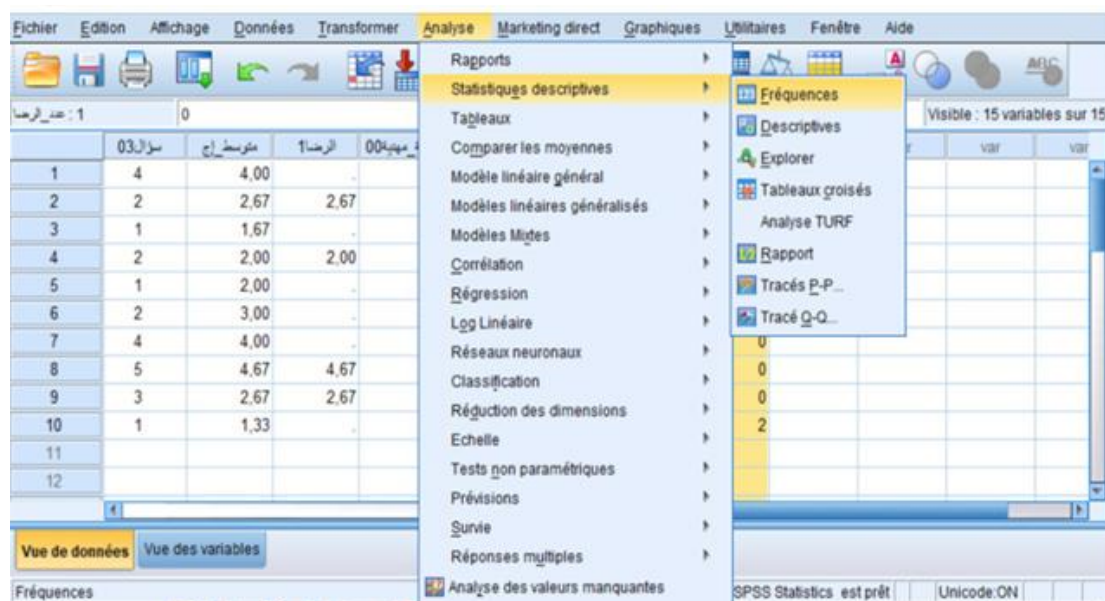 Fichier Edition Affichage Données Transformer Analyse Marketing direct Graphiques Utilitaires Fenêtre Aide
1 : عدد_الرضا 0 Visible : 15 variables sur 15
سؤال03 متوسط_إج الرضا1 مهنية00 var var
1 4 4,00 .
2 2 2,67 2,67
3 1 1,67 .
4 2 2,00 2,00
5 1 2,00 .
6 2 3,00 .
7 4 4,00 . 0
8 5 4,67 4,67 0
9 3 2,67 2,67 0
10 1 1,33 . 2
11
12
Rapports
Statistiques descriptives
Tableaux
Comparer les moyennes
Modèle linéaire général
Modèles linéaires généralisés
Modèles Mixtes
Corrélation
Régression
Log Linéaire
Réseaux neuronaux
Classification
Réduction des dimensions
Echelle
Tests non paramétriques
Prévisions
Survie
Réponses multiples
Analyse des valeurs manquantes
Fréquences
Descriptives
Explorer
Tableaux croisés
Analyse TURF
Rapport
Tracés P-P...
Tracé Q-Q...
Vue de données Vue des variables
Fréquences SPSS Statistics est prêt Unicode:ON